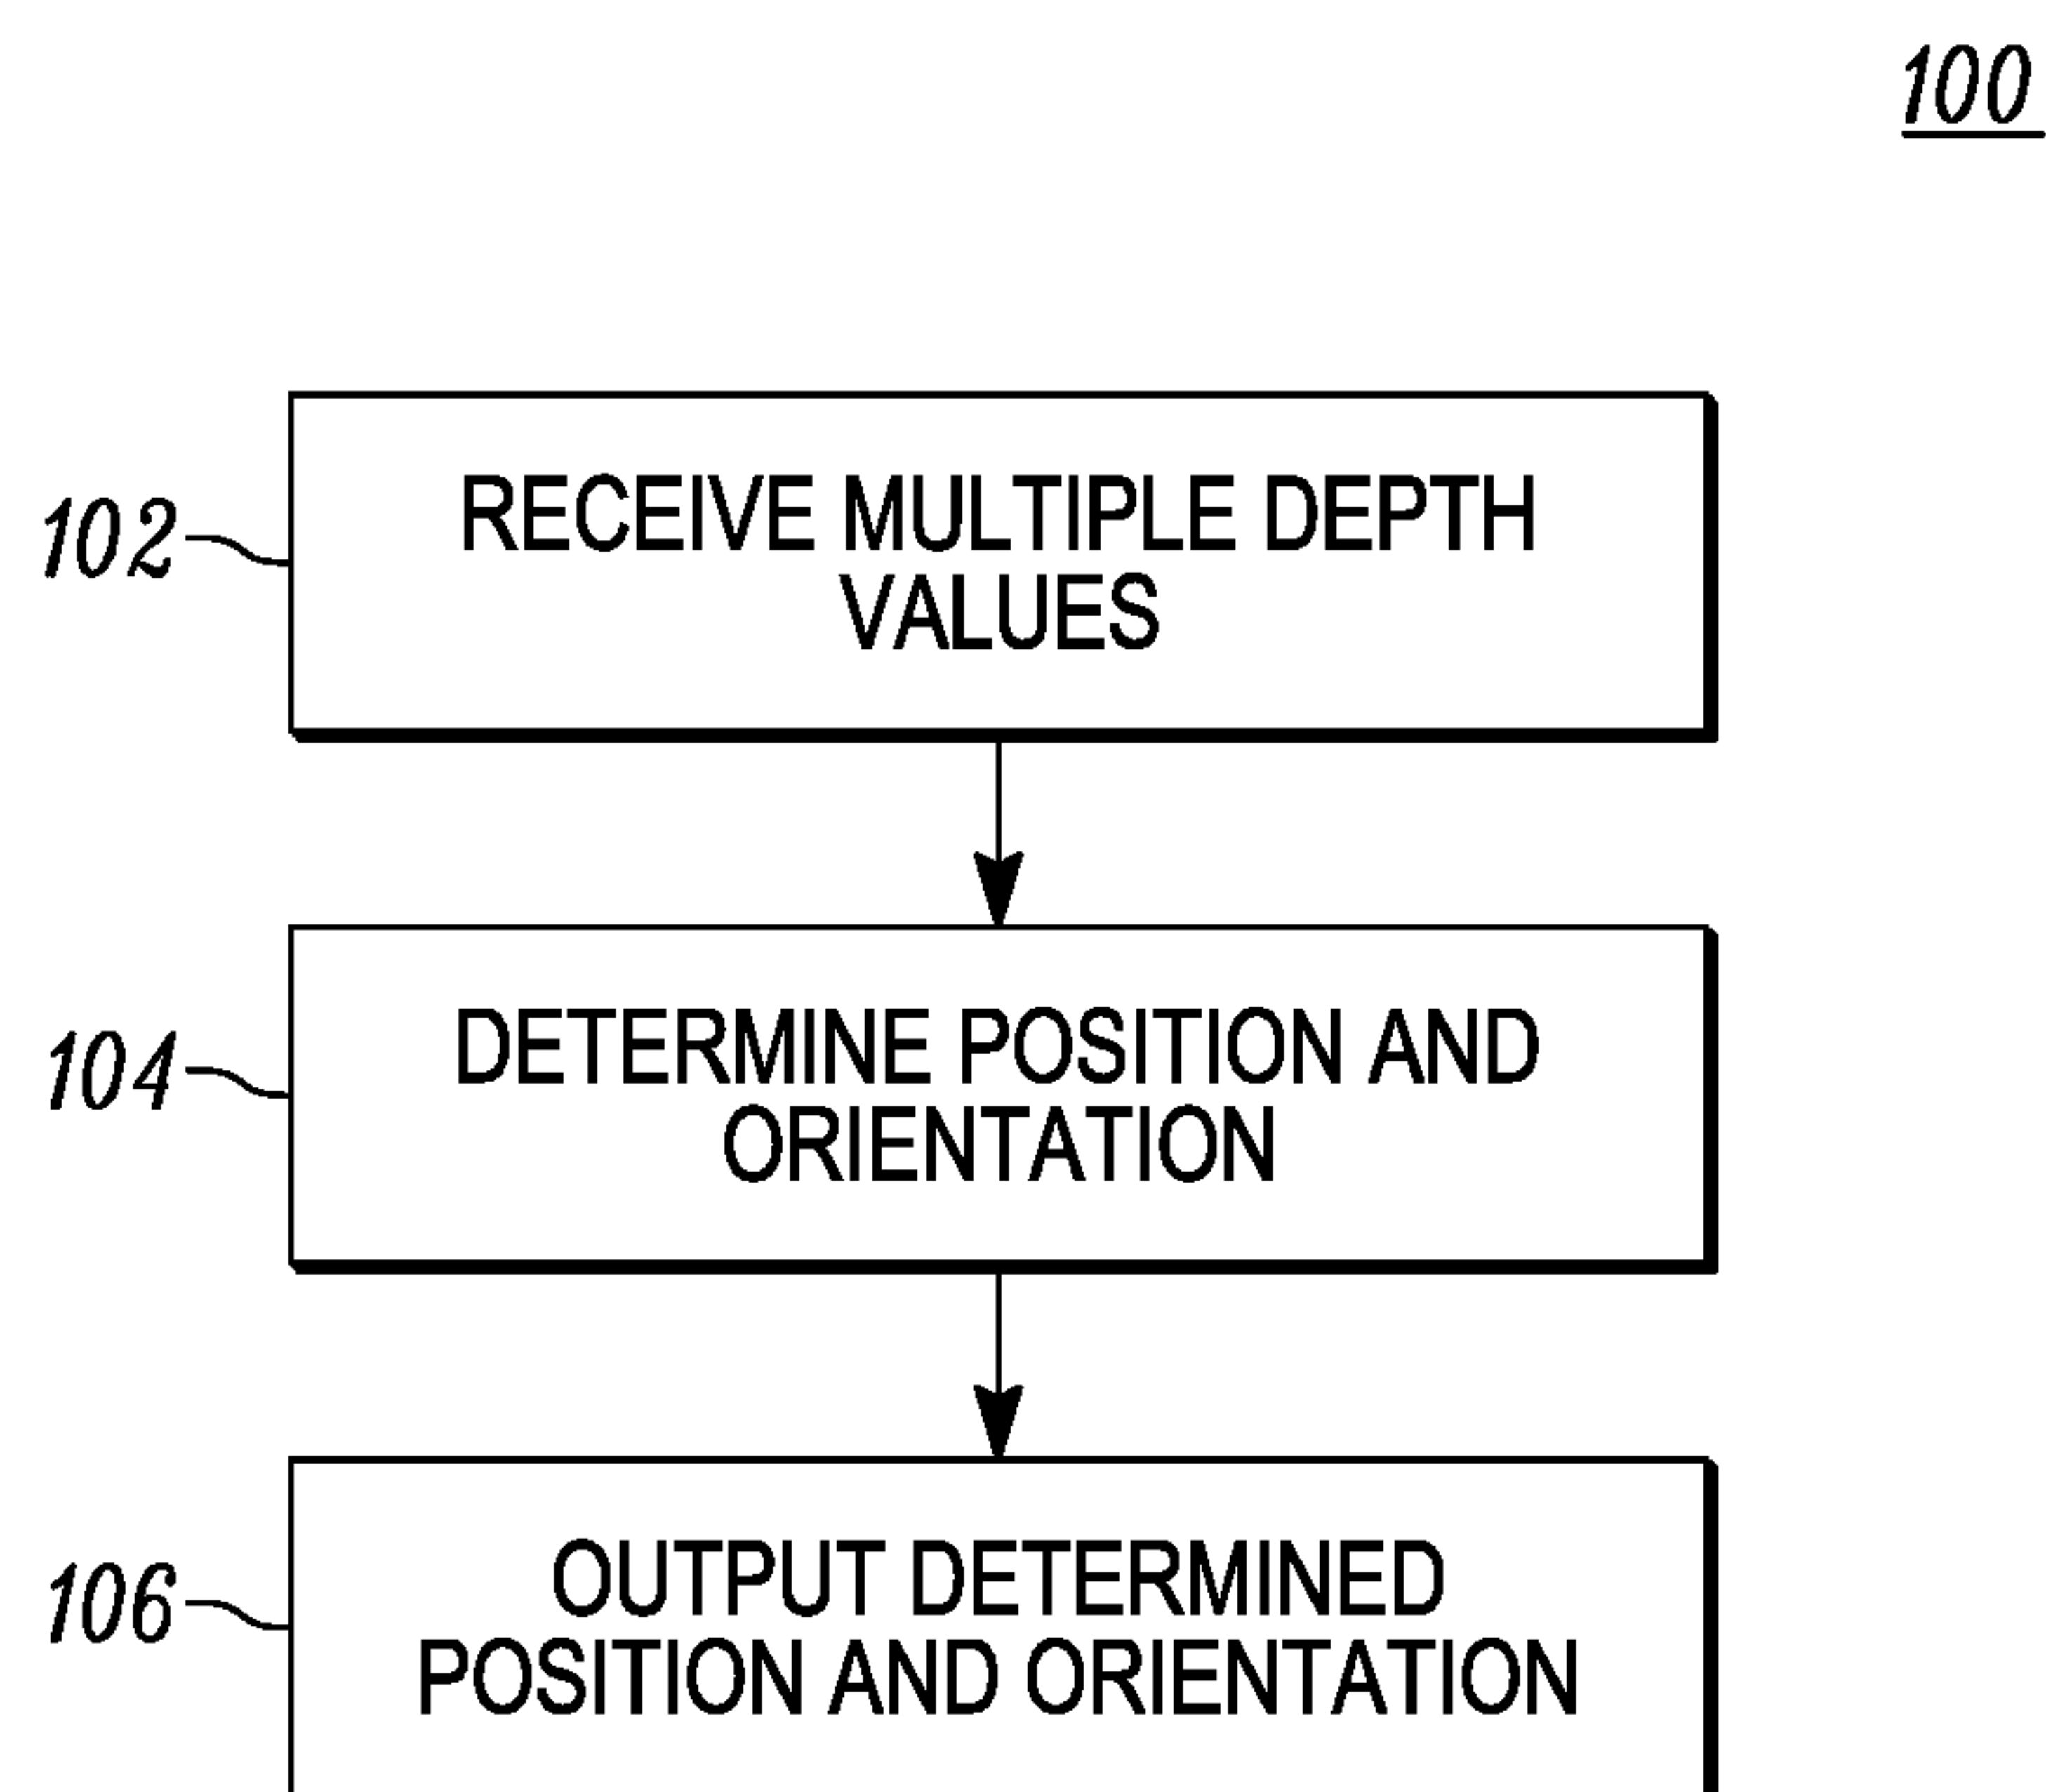 100
102
RECEIVE MULTIPLE DEPTH
VALUES
104
DETERMINE POSITION AND
ORIENTATION
106
OUTPUT DETERMINED
POSITION AND ORIENTATION